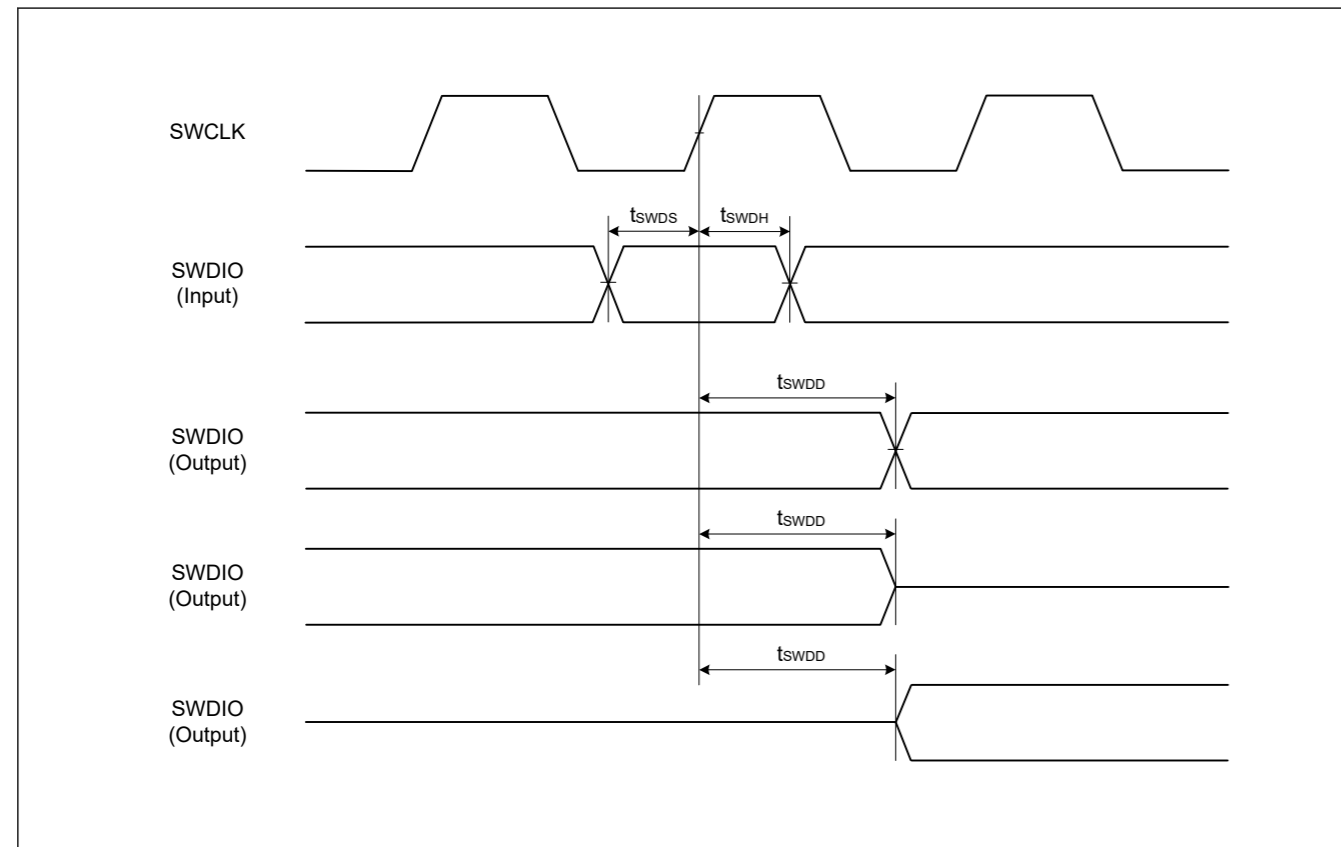 SWCLK
tSWDS
tSWDH
SWDIO
(Input)
tSWDD
SWDIO
(Output)
tSWDD
SWDIO
(Output)
tSWDD
SWDIO
(Output)